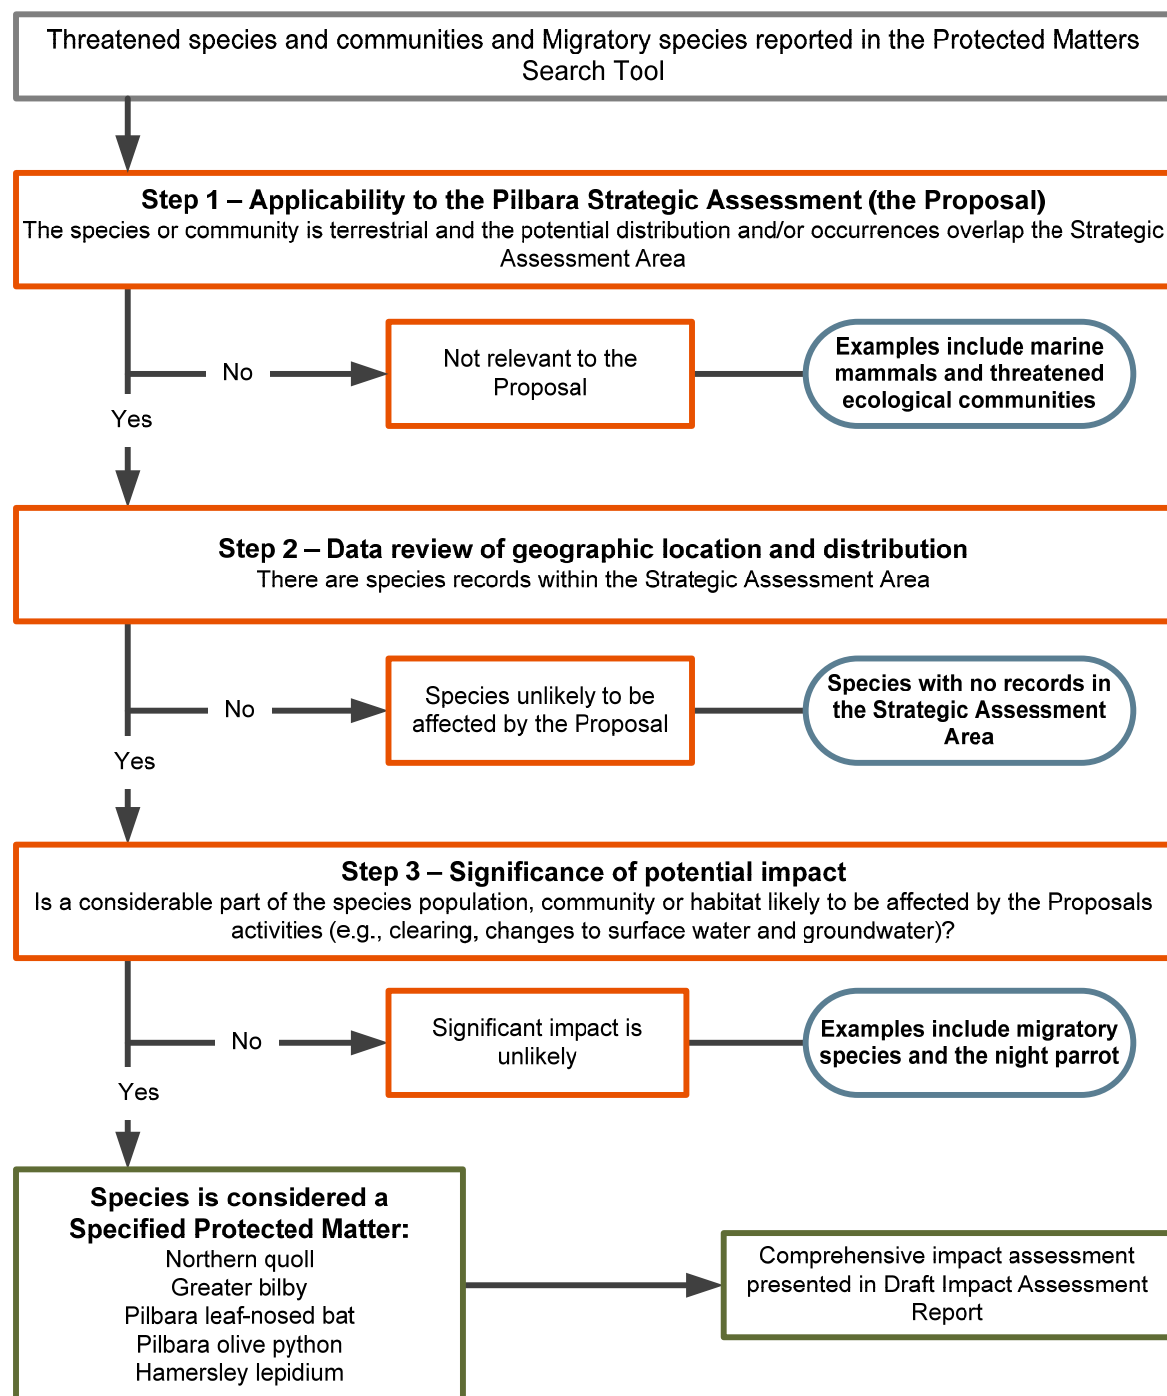 Threatened species and communities and Migratory species reported in the Protected Matters
Search Tool
Step 1 – Applicability to the Pilbara Strategic Assessment (the Proposal)
The species or community is terrestrial and the potential distribution and/or occurrences overlap the Strategic
Assessment Area
No
Not relevant to the
Proposal
Examples include marine
mammals and threatened
ecological communities
Yes
Step 2 – Data review of geographic location and distribution
There are species records within the Strategic Assessment Area
No
Species unlikely to be
affected by the Proposal
Species with no records in
the Strategic Assessment
Area
Yes
Step 3 – Significance of potential impact
Is a considerable part of the species population, community or habitat likely to be affected by the Proposals
activities (e.g., clearing, changes to surface water and groundwater)?
No
Significant impact is
unlikely
Examples include migratory
species and the night parrot
Yes
Species is considered a
Specified Protected Matter:
Northern quoll
Greater bilby
Pilbara leaf-nosed bat
Pilbara olive python
Hamersley lepidium
Comprehensive impact assessment
presented in Draft Impact Assessment
Report